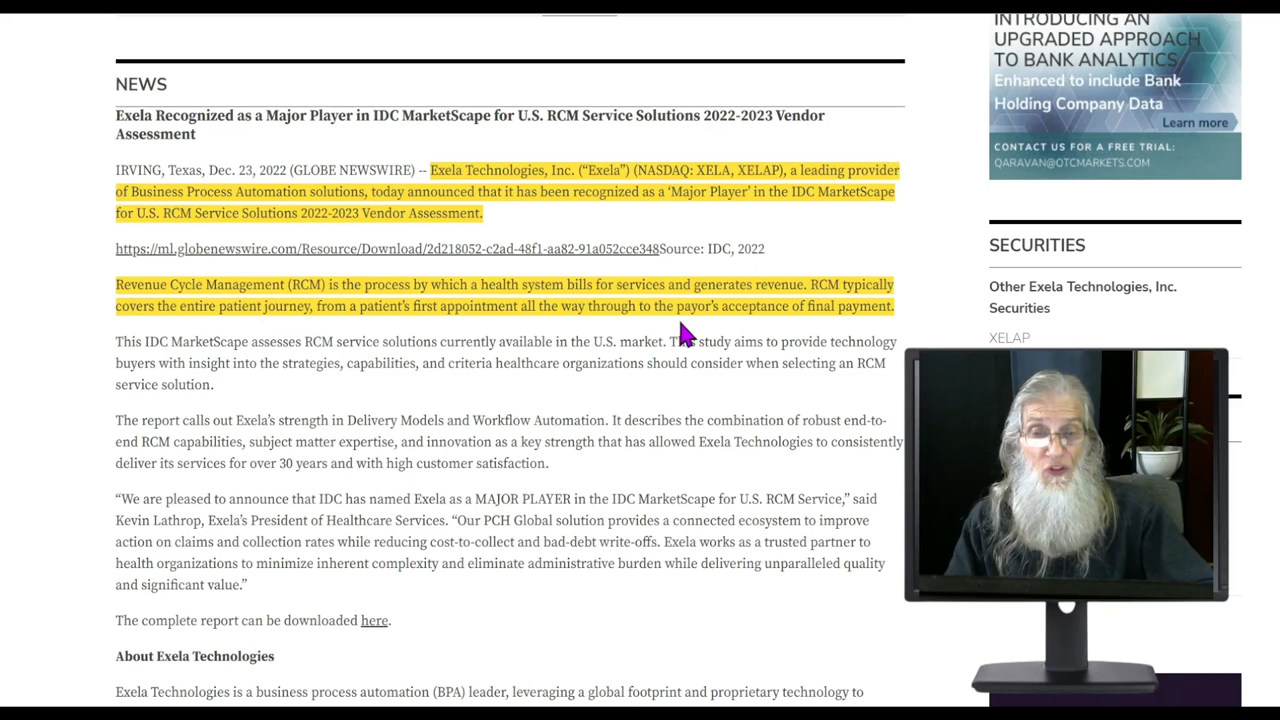 NEWS
Exela Recognized as a Major Player in IDC MarketScape for U.S. RCM Service Solutions 2022-2023 Vendor
Assessment
IRVING, Texas, Dec. 23, 2022 (GLOBE NEWSWIRE) -- Exela Technologies, Inc. (“Exela”) (NASDAQ: XELA, XELAP), a leading provider
of Business Process Automation solutions, today announced that it has been recognized as a ‘Major Player’ in the IDC MarketScape
for U.S. RCM Service Solutions 2022-2023 Vendor Assessment.
https://ml.globenewswire.com/Resource/Download/2d218052-c2ad-48f1-aa82-91a052cce348Source: IDC, 2022
Revenue Cycle Management (RCM) is the process by which a health system bills for services and generates revenue. RCM typically
covers the entire patient journey, from a patient’s first appointment all the way through to the payor’s acceptance of final payment.
This IDC MarketScape assesses RCM service solutions currently available in the U.S. market. This study aims to provide technology
buyers with insight into the strategies, capabilities, and criteria healthcare organizations should consider when selecting an RCM
service solution.
The report calls out Exela’s strength in Delivery Models and Workflow Automation. It describes the combination of robust end-to-
end RCM capabilities, subject matter expertise, and innovation as a key strength that has allowed Exela Technologies to consistently
deliver its services for over 30 years and with high customer satisfaction.
“We are pleased to announce that IDC has named Exela as a MAJOR PLAYER in the IDC MarketScape for U.S. RCM Service,” said
Kevin Lathrop, Exela’s President of Healthcare Services. “Our PCH Global solution provides a connected ecosystem to improve
action on claims and collection rates while reducing cost-to-collect and bad-debt write-offs. Exela works as a trusted partner to
health organizations to minimize inherent complexity and eliminate administrative burden while delivering unparalleled quality
and significant value.”
The complete report can be downloaded here.
About Exela Technologies
Exela Technologies is a business process automation (BPA) leader, leveraging a global footprint and proprietary technology to
INTRODUCING AN
UPGRADED APPROACH
TO BANK ANALYTICS
Enhanced to include Bank
Holding Company Data
Learn more
CONTACT US FOR A FREE TRIAL:
QARAVAN@OTCMARKETS.COM
SECURITIES
Other Exela Technologies, Inc.
Securities
XELAP